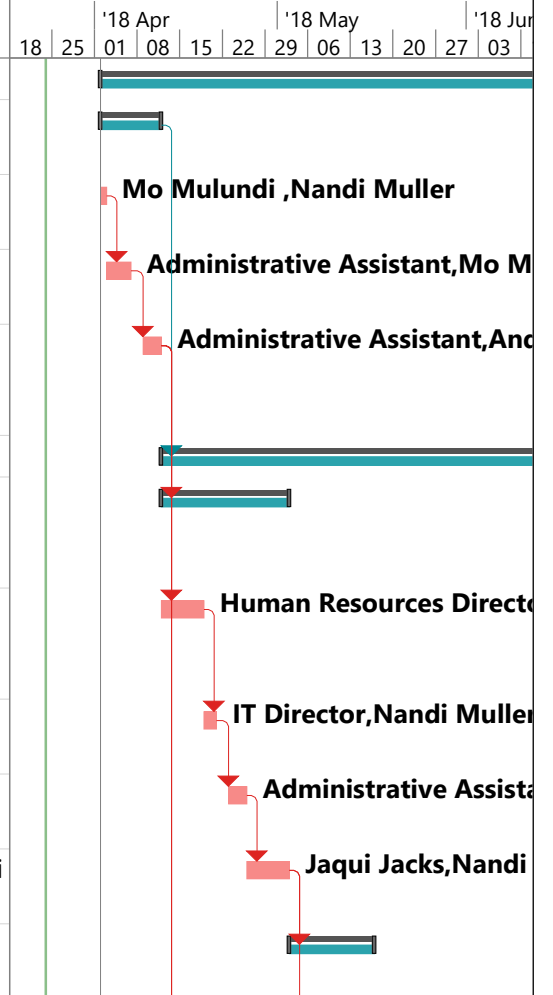 '18 Apr '18 May '18 Jun
18 25 01 08 15 22 29 06 13 20 27 03
Mo Mulundi ,Nandi Muller
Administrative Assistant,Mo M
Administrative Assistant,And
Human Resources Directo
IT Director,Nandi Muller
Administrative Assista
Jaqui Jacks,Nandi
i